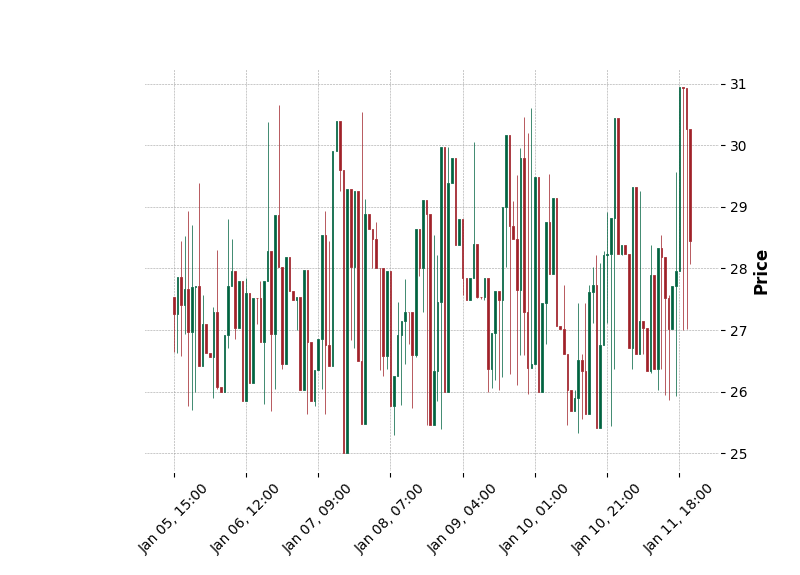 31
30
29
28
27
26
25
Price
Jan 05, 15:00
Jan 06, 12:00
Jan 07, 09:00
Jan 08, 07:00
Jan 09, 04:00
Jan 10, 01:00
Jan 10, 21:00
Jan 11, 18:00